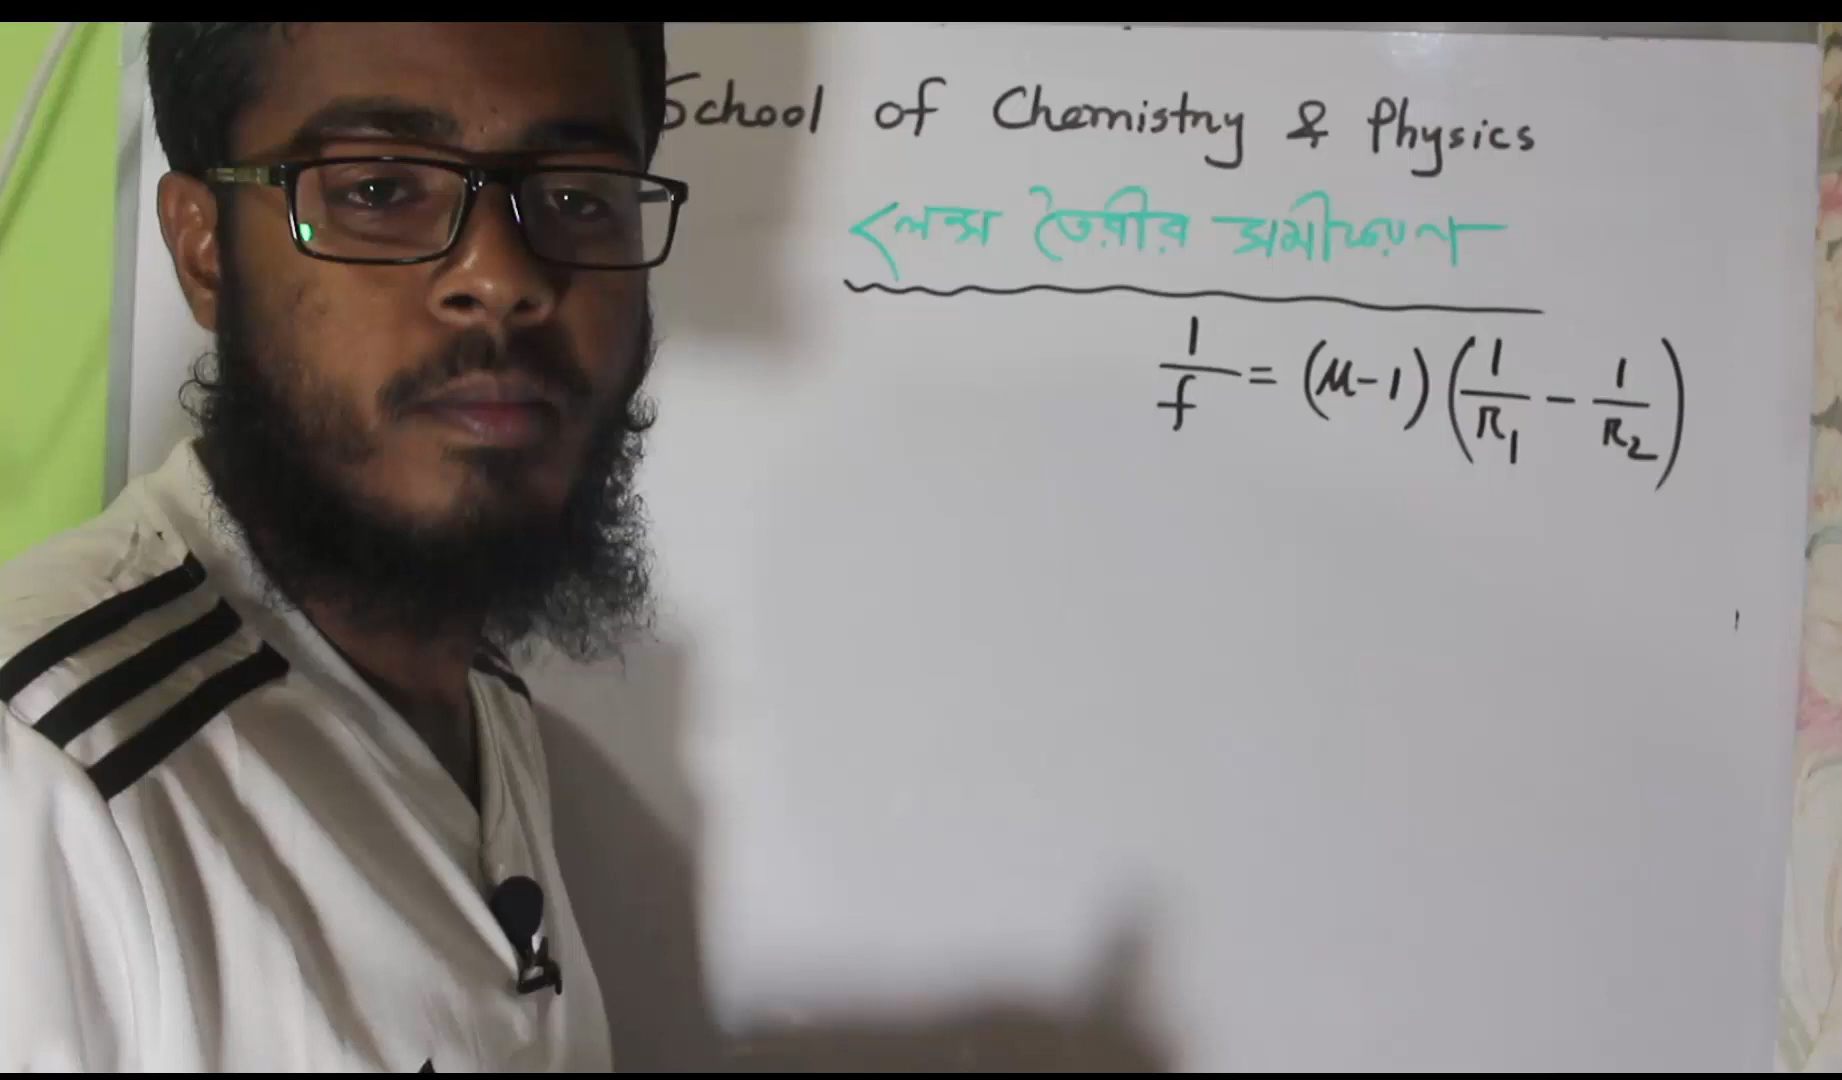 School of Chemistry & Physics
লেন্স তৈরীর সমীকরণ
1/f = (μ-1) (1/R₁ - 1/R₂)